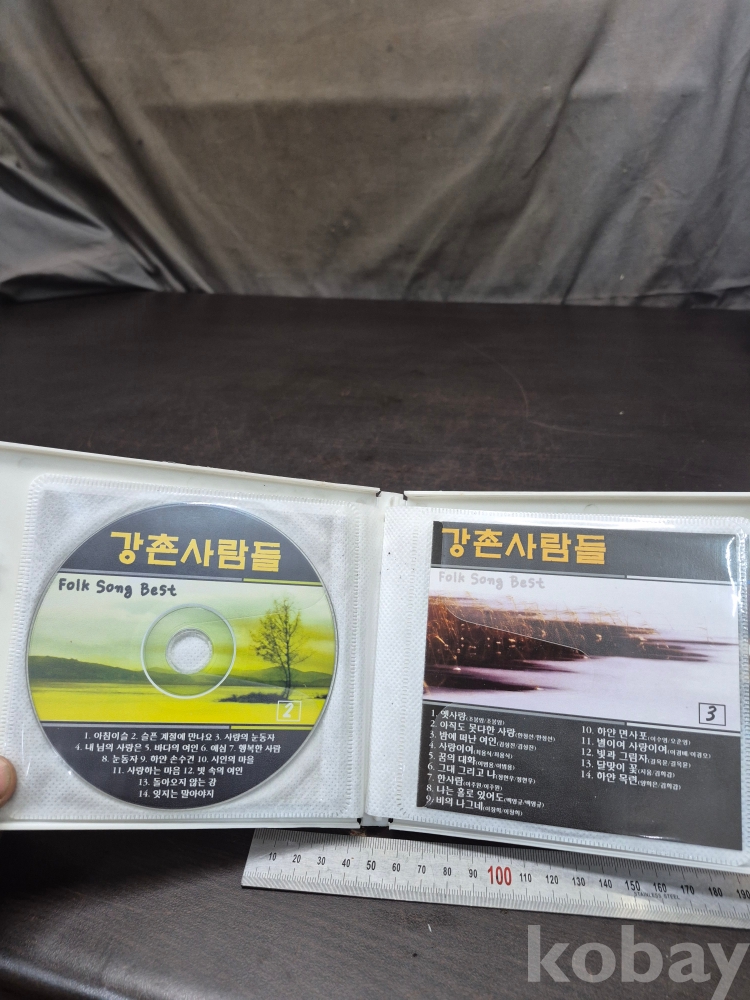 강촌사람들
Folk Song Best
2
1. 아침이슬 2. 슬픈 계절에 만나요 3. 사랑의 눈동자
4. 내 님의 사랑은 5. 바다의 여인 6. 애심 7. 행복한 사람
8. 눈동자 9. 하얀 손수건 10. 시인의 마을
11. 사랑하는 마음 12. 빗 속의 여인
13. 돌아오지 않는 강
14. 잊지는 말아야지
강촌사람들
Folk Song Best
3
1. 옛사랑
2. 아직도 못다한 사랑
3. 밤에 떠난 여인
4. 사랑이여
5. 꿈의 대화
6. 그대 그리고 나
7. 한사람
8. 나는 홀로 있어도
9. 비의 나그네
10. 하얀 면사포
11. 별이여 사랑이여
12. 빛과 그림자
13. 달맞이 꽃
14. 하얀 목련
10 20 30 40 50 60 70 80 90 100 110 120 130 140 150 160 170 180 190
STAINLESS STEEL
kobay